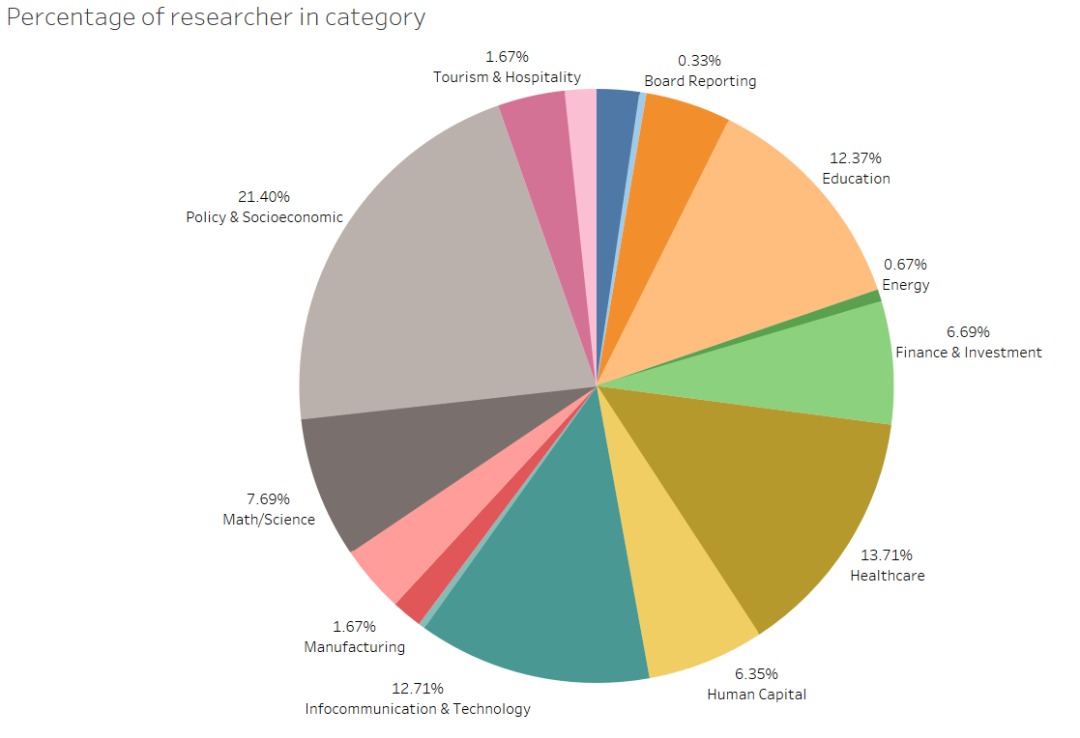 Percentage of researcher in category
1.67%
Tourism & Hospitality
0.33%
Board Reporting
12.37%
Education
0.67%
Energy
6.69%
Finance & Investment
13.71%
Healthcare
6.35%
Human Capital
12.71%
Infocommunication & Technology
1.67%
Manufacturing
7.69%
Math/Science
21.40%
Policy & Socioeconomic